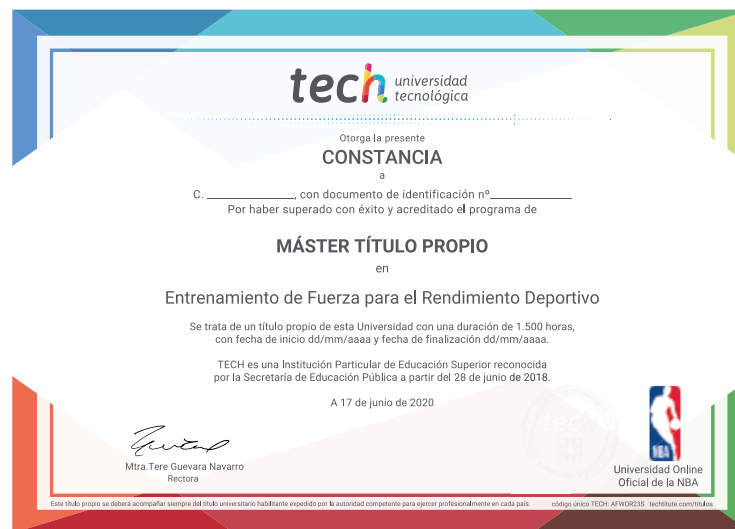 tech universidad
tecnológica
Otorga la presente
CONSTANCIA
a
C. ________________, con documento de identificación nº______________
Por haber superado con éxito y acreditado el programa de
MÁSTER TÍTULO PROPIO
en
Entrenamiento de Fuerza para el Rendimiento Deportivo
Se trata de un título propio de esta Universidad con una duración de 1.500 horas,
con fecha de inicio dd/mm/aaaa y fecha de finalización dd/mm/aaaa.
TECH es una Institución Particular de Educación Superior reconocida
por la Secretaría de Educación Pública a partir del 28 de junio de 2018.
A 17 de junio de 2020
Mtra.Tere Guevara Navarro
Rectora
tech
NBA
Universidad Online
Oficial de la NBA
Este título propio se deberá acompañar siempre del título universitario habilitante expedido por la autoridad competente para ejercer profesionalmente en cada país. código único TECH: AFWOR23S techtitute.com/titulos